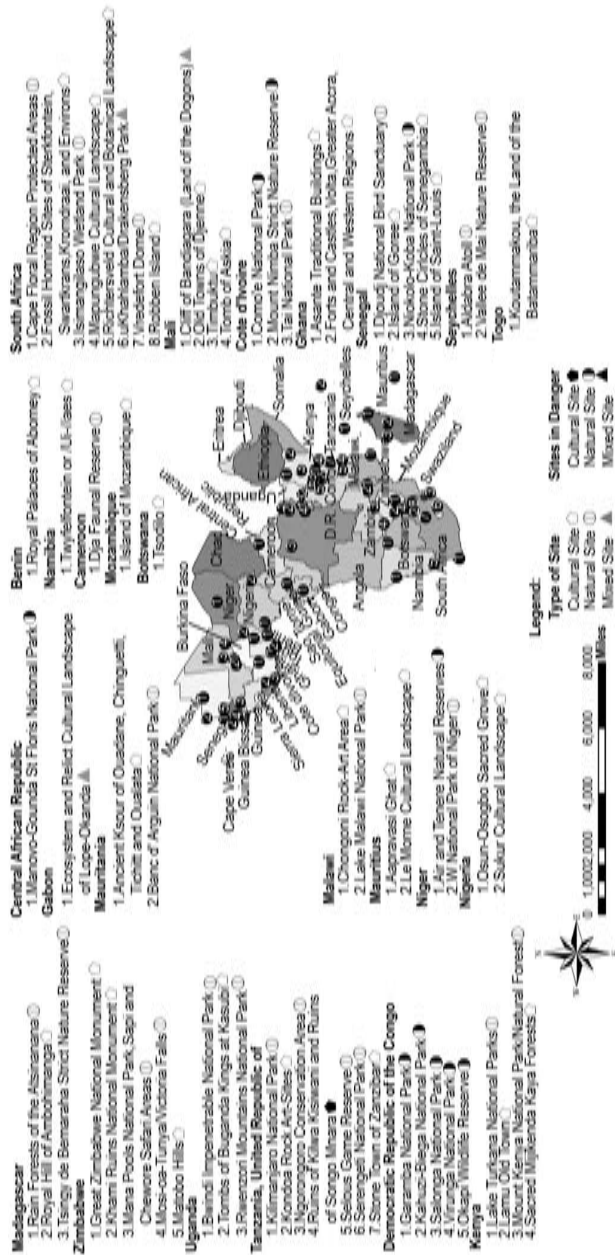 Madagascar
1.Rain Forests of the Atsinanana
2.Royal Hill of Ambohimanga
3.Tsingy de Bemaraha Strict Nature Reserve
Zimbabwe
1.Great Zimbabwe National Monument
2.Khami Ruins National Monument
3.Mana Pools National Park,Sapi and
Chewore Safari Areas
4.Mosi-oa-Tunya/Victoria Falls
5.Matobo Hills
Uganda
1.Bwindi Impenetrable National Park
2.Tombs of Buganda Kings at Kasubi
3.Rwenzori Mountains National Park
Tanzania, United Republic of
1.Kilimanjaro National Park
2.Kondoa Rock Art-Sites
3.Ngorongoro Conservation Area
4.Ruins of Kilwa Kisiwani and Ruins
of Songo Mnara
5.Selous Game Reserve
6.Serengeti National Park
7.Stone Town of Zanzibar
Democratic Republic of the Congo
1.Garamba National Park
2.Kahuzi-Biega National Park
3.Salonga National Park
4.Virunga National Park
5.Okapi Wildlife Reserve
Kenya
1.Lake Turkana National Parks
2.Lamu Old Town
3.Mount Kenya National Park/Natural Forest
4.Sacred Mijikenda Kaya Forests
Central African Republic
1.Manovo-Gounda St Floris National Park
Gabon
1.Ecosystem and Relict Cultural Landscape
of Lope-Okanda
Mauritania
1.Ancient Ksour of Ouadane, Chinguetti,
Tichitt and Oualata
2.Banc d' Arguin National Park
Benin
1.Royal Palaces of Abomey
Namibia
1.Twyfelfontein or /Ui-//aes
Cameroon
1.Dja Faunal Reserve
Mozambique
1.Island of Mozambique
Botswana
1.Tsodilo
South Africa
1.Cape Floral Region Protected Areas
2.Fossil Hominid Sites of Sterkfontein,
Swartkrans,Kromdraai, and Environs
3.iSimangaliso Wetland Park
4.Mapungubwe Cultural Landscape
5.Richtersveld Cultural and Botanical Landscape
6.uKhahlamba/Drakensberg Park
7.Vredefort Dome
8.Robben Island
Mali
1.Cliff of Bandiagara (Land of the Dogons)
2.Old Towns of Djenne
3.Timbuktu
4.Tomb of Askia
Cote d'Ivoire
1.Comoe National Park
2.Mount Nimba Strict Nature Reserve
3.Tai National Park
Ghana
1.Asante Traditional Buildings
2.Forts and Castles,Volta,Greater Accra,
Central and Western Regions
Senegal
1.Djoudj National Bird Sanctuary
2.Island of Goree
3.Niokolo-Koba National Park
4.Stone Circles of Senegambia
5.Island of Saint-Louis
Seychelles
1.Aldabra Atoll
2.Vallee de Mai Nature Reserve
Togo
1.Koutammakou, the Land of the
Batammariba
Malawi
1.Chongoni Rock-Art Area
2.Lake Malawi National Park
Mauritius
1.Aapravasi Ghat
2.Le Morne Cultural Landscape
Niger
1.Air and Tenere Natural Reserves
2.W National Park of Niger
Nigeria
1.Osun-Osogbo Sacred Grove
2.Sukur Cultural Landscape
Mauritania
Senegal
Cape Verde
Guinea
Sierra Leone
Cote d'Ivoire
Burkina Faso
Mali
Niger
Chad
Nigeria
Cameroon
Central African
Republic
Eritrea
Djibouti
Somalia
Ethiopia
Uganda
Kenya
Tanzania
Seychelles
D.R.
Angola
Zambia
Malawi
Mauritius
Madagascar
Mozambique
Swaziland
Zimbabwe
Botswana
Namibia
South Africa
0 1,000 2,000 4,000 6,000 8,000
Miles
Legend:
Type of Site
Cultural Site
Natural Site
Mixed Site
Sites in Danger
Cultural Site
Natural Site
Mixed Site